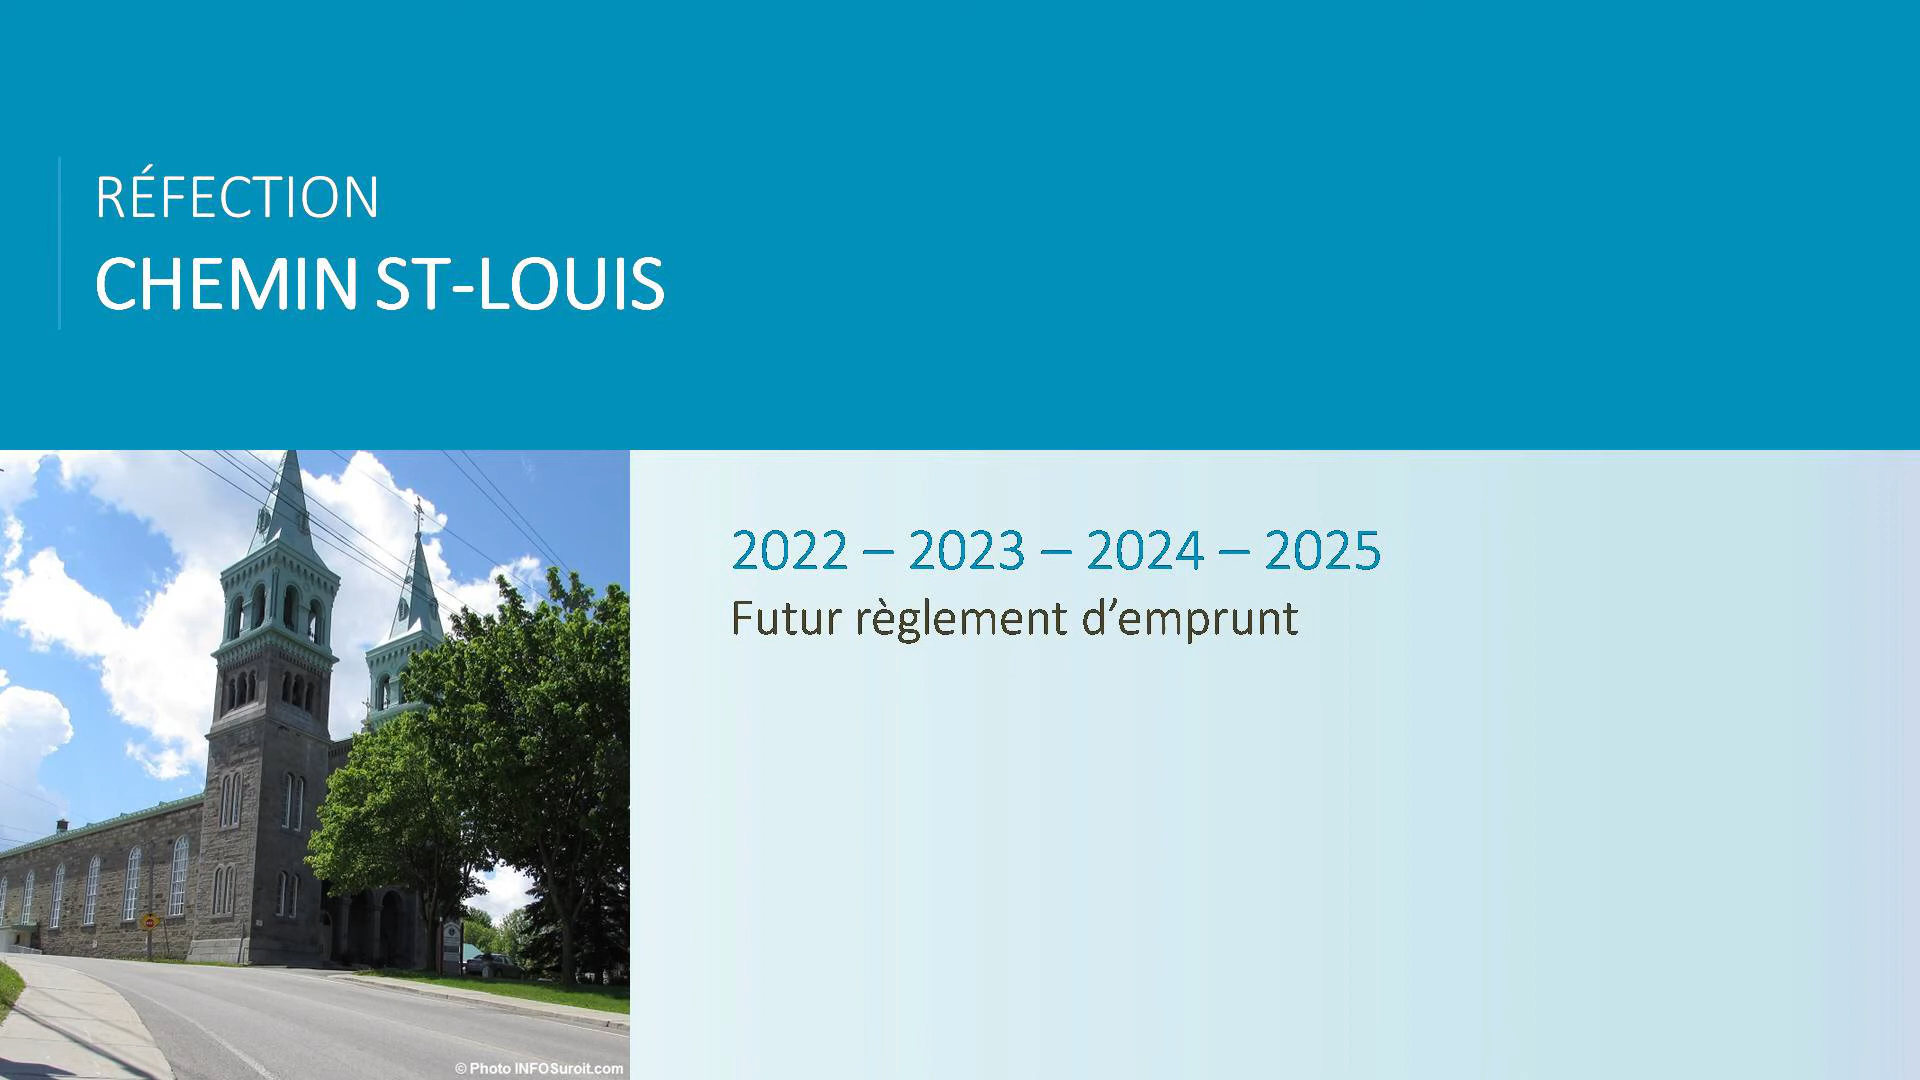 RÉFECTION
CHEMIN ST-LOUIS
2022 – 2023 – 2024 – 2025
Futur règlement d’emprunt
© Photo INFOSuroit.com